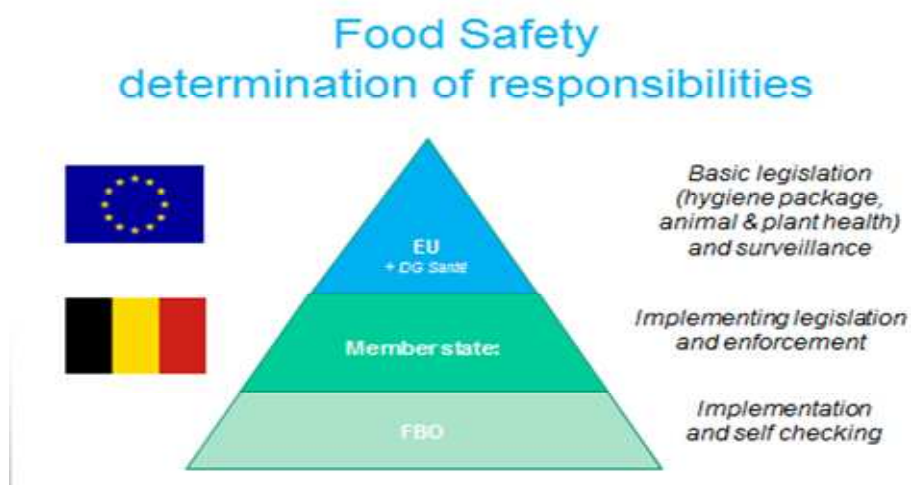 Food Safety
determination of responsibilities
Basic legislation
(hygiene package,
animal & plant health)
and surveillance
EU
+ DG Santé
Implementing legislation
and enforcement
Member state:
Implementation
and self checking
FBO